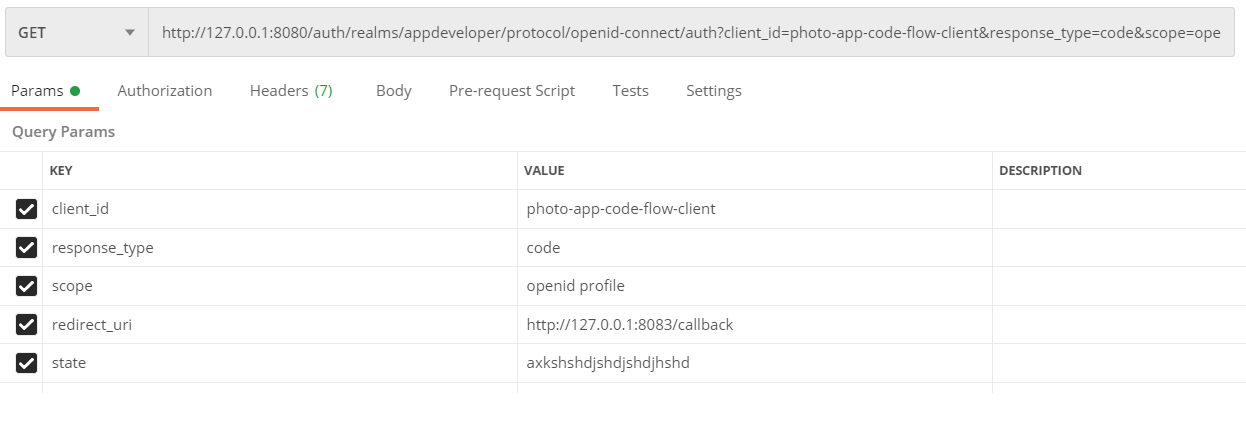 GET http://127.0.0.1:8080/auth/realms/appdeveloper/protocol/openid-connect/auth?client_id=photo-app-code-flow-client&response_type=code&scope=ope
Params Authorization Headers (7) Body Pre-request Script Tests Settings
Query Params
KEY VALUE DESCRIPTION
client_id photo-app-code-flow-client
response_type code
scope openid profile
redirect_uri http://127.0.0.1:8083/callback
state axkshshdjshdjshdjhshd